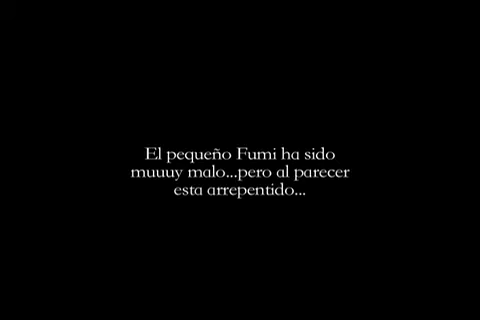 El pequeño Fumi ha sido
muuuy malo...pero al parecer
esta arrepentido...